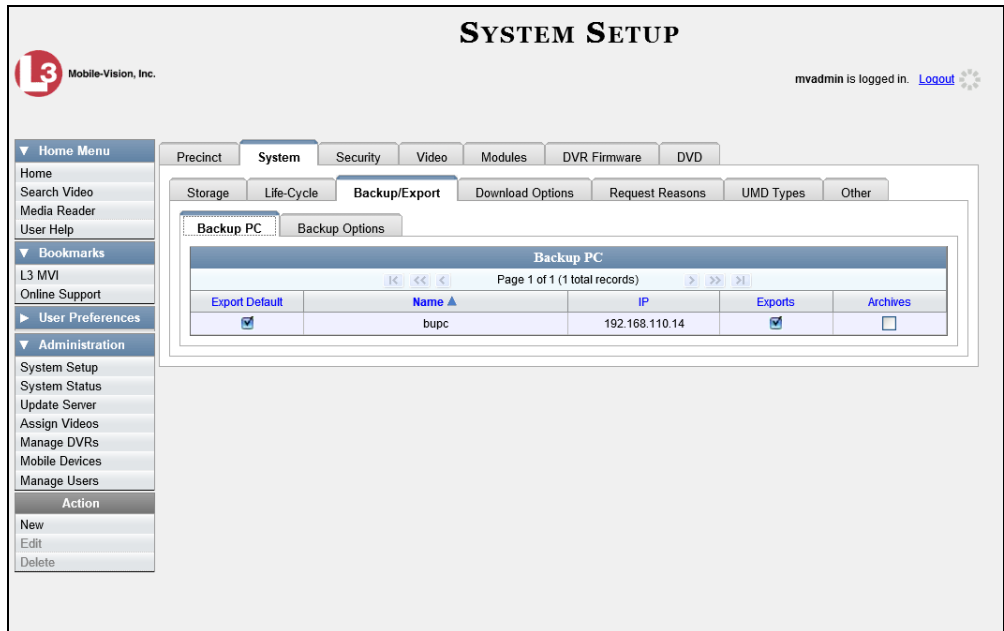 SYSTEM SETUP
L3 Mobile-Vision, Inc.
mvadmin is logged in. Logout
▼ Home Menu
Home
Search Video
Media Reader
User Help
▼ Bookmarks
L3 MVI
Online Support
▶ User Preferences
▼ Administration
System Setup
System Status
Update Server
Assign Videos
Manage DVRs
Mobile Devices
Manage Users
Action
New
Edit
Delete
Precinct System Security Video Modules DVR Firmware DVD
Storage Life-Cycle Backup/Export Download Options Request Reasons UMD Types Other
Backup PC Backup Options
Backup PC
Page 1 of 1 (1 total records)
Export Default Name ▲ IP Exports Archives
bupc 192.168.110.14